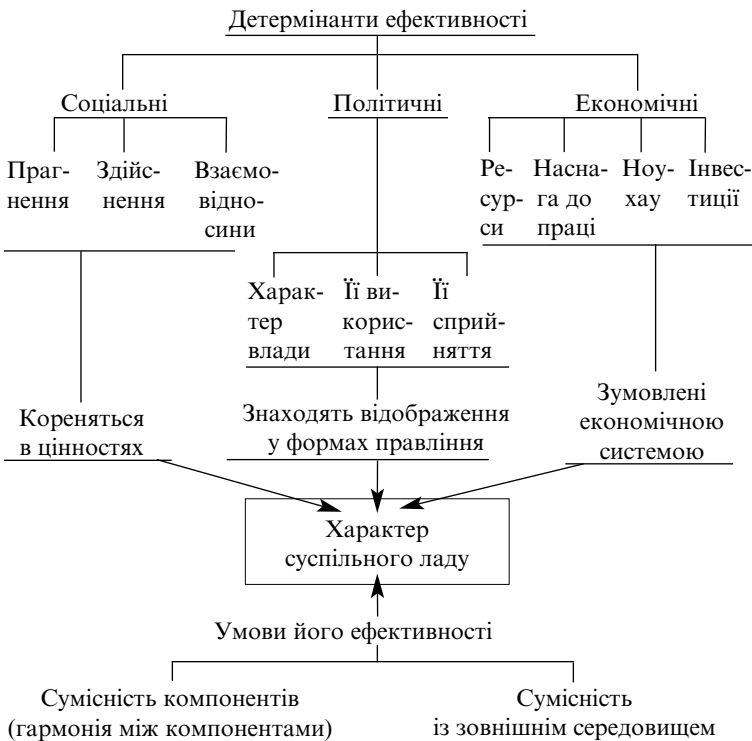 Детермінанти ефективності
Соціальні
Політичні
Економічні
Праг-
нення
Здійс-
нення
Взаємо-
відно-
сини
Ре-
сур-
си
Насна-
га до
праці
Ноу-
хау
Інвес-
тиції
Харак-
тер
влади
Її ви-
корис-
тання
Її
сприй-
няття
Кореняться
в цінностях
Знаходять відображення
у формах правління
Зумовлені
економічною
системою
Характер
суспільного ладу
Умови його ефективності
Сумісність компонентів
(гармонія між компонентами)
Сумісність
із зовнішнім середовищем